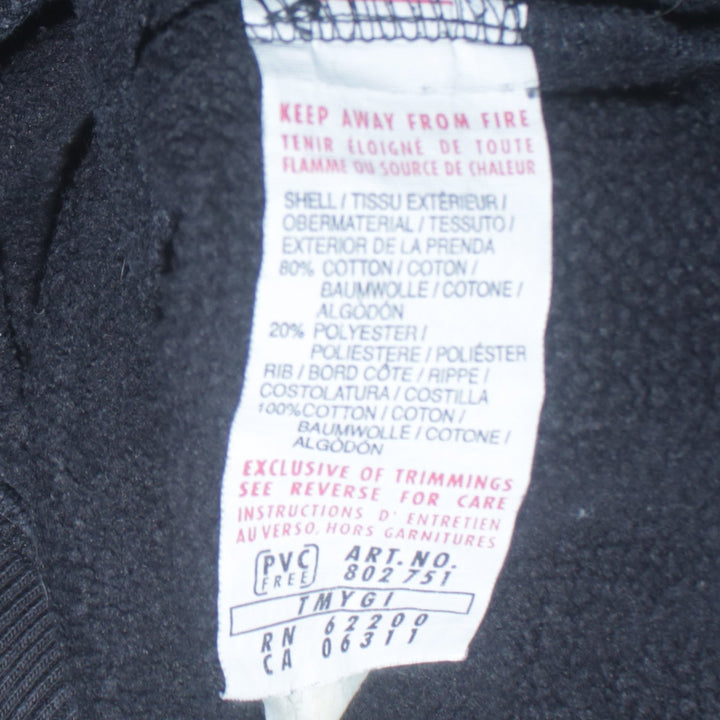 KEEP AWAY FROM FIRE
TENIR ÉLOIGNÉ DE TOUTE
FLAMME OU SOURCE DE CHALEUR
SHELL / TISSU EXTÉRIEUR /
OBERMATERIAL / TESSUTO /
EXTERIOR DE LA PRENDA
80% COTTON / COTON /
BAUMWOLLE / COTONE /
ALGODÓN
20% POLYESTER /
POLIESTERE / POLIÉSTER
RIB / BORD CÔTE / RIPPE /
COSTOLATURA / COSTILLA
100% COTTON / COTON /
BAUMWOLLE / COTONE /
ALGODÓN
EXCLUSIVE OF TRIMMINGS
SEE REVERSE FOR CARE
INSTRUCTIONS D' ENTRETIEN
AU VERSO, HORS GARNITURES
PVC FREE
ART. NO.
802 751
TMYGI
RN 62200
CA 06311